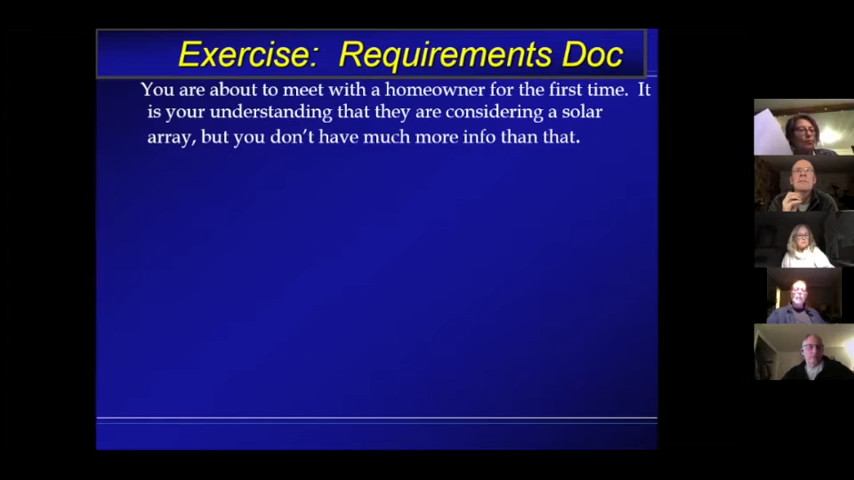 Exercise:  Requirements Doc
You are about to meet with a homeowner for the first time.  It
is your understanding that they are considering a solar
array, but you don’t have much more info than that.